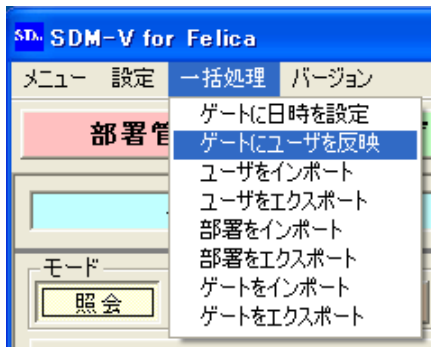 SDM-V for Felica
メニュー 設定 一括処理 バージョン
部署管
ゲートに日時を設定
ゲートにユーザを反映
ユーザをインポート
ユーザをエクスポート
部署をインポート
部署をエクスポート
ゲートをインポート
ゲートをエクスポート
モード
照会